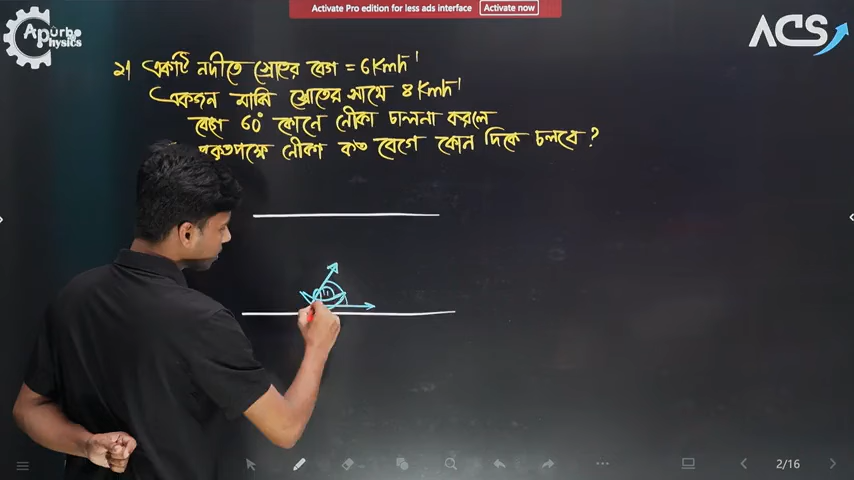 Activate Pro edition for less ads interface Activate now
Apurbo Physics
ACS
১। একটি নদীতে স্রোতের বেগ = 6 Kmh⁻¹
একজন মাঝি স্রোতের সাথে 8 Kmh⁻¹
বেগে 60° কোনে নৌকা চালনা করলে
প্রকৃতপক্ষে নৌকা কত বেগে কোন দিকে চলবে ?
2/16